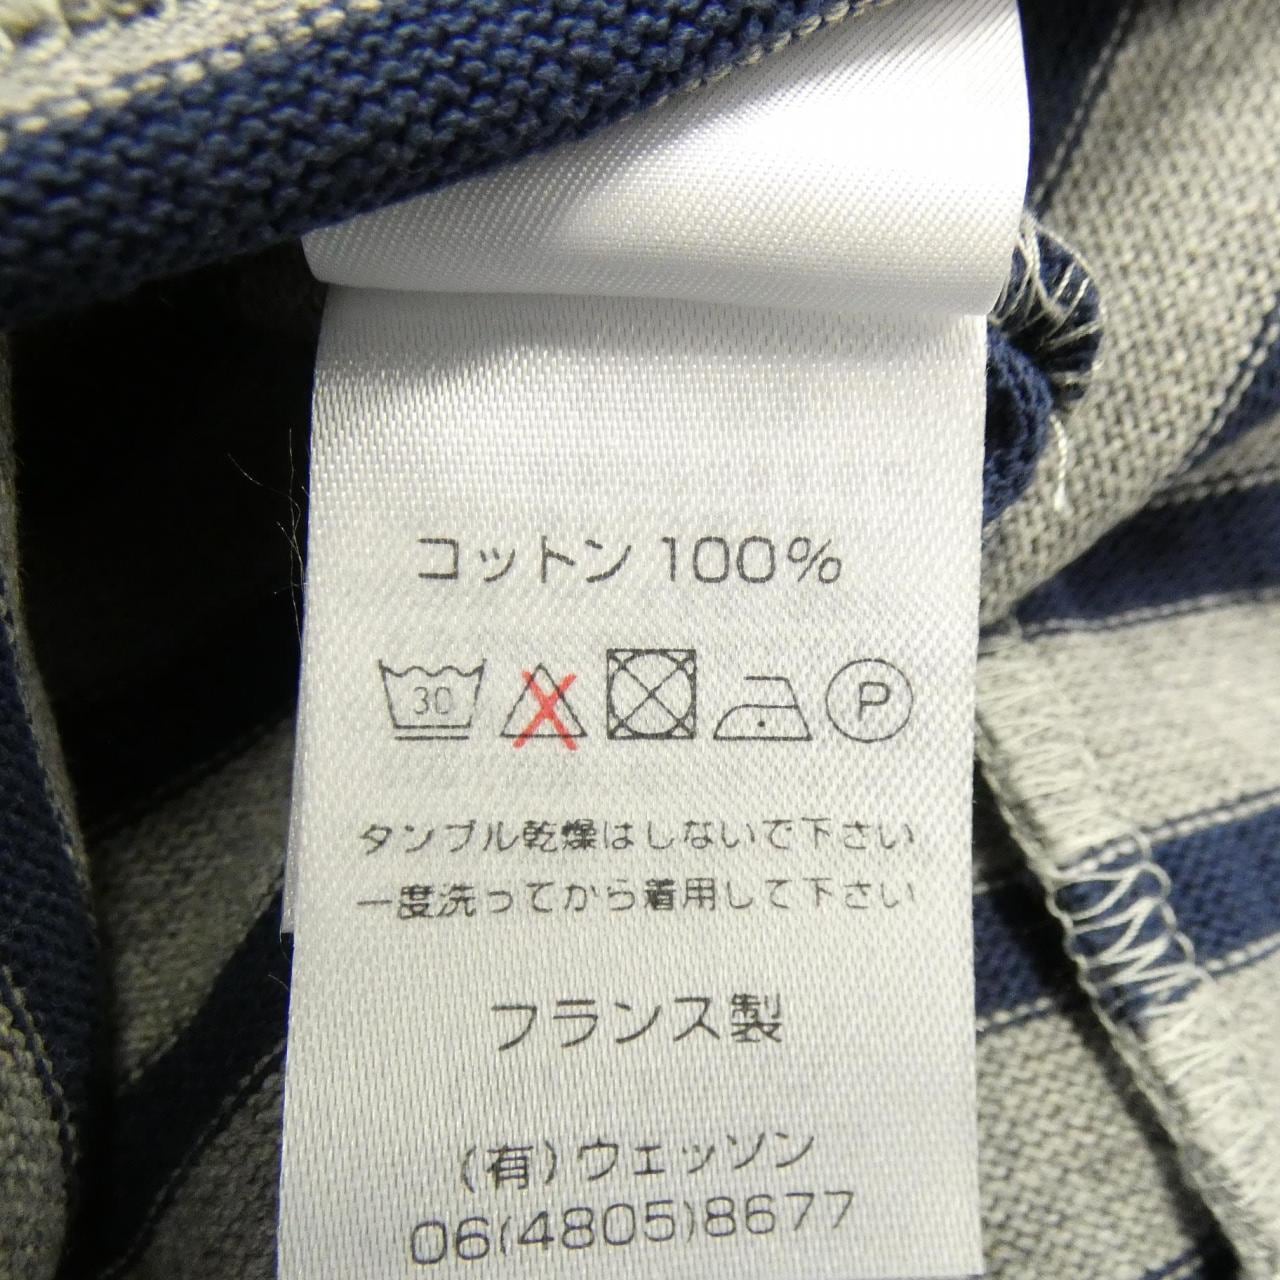 コットン 100%
30 P
タンブル乾燥はしないで下さい
一度洗ってから着用して下さい
フランス製
(有)ウェッソン
06(4805)8677